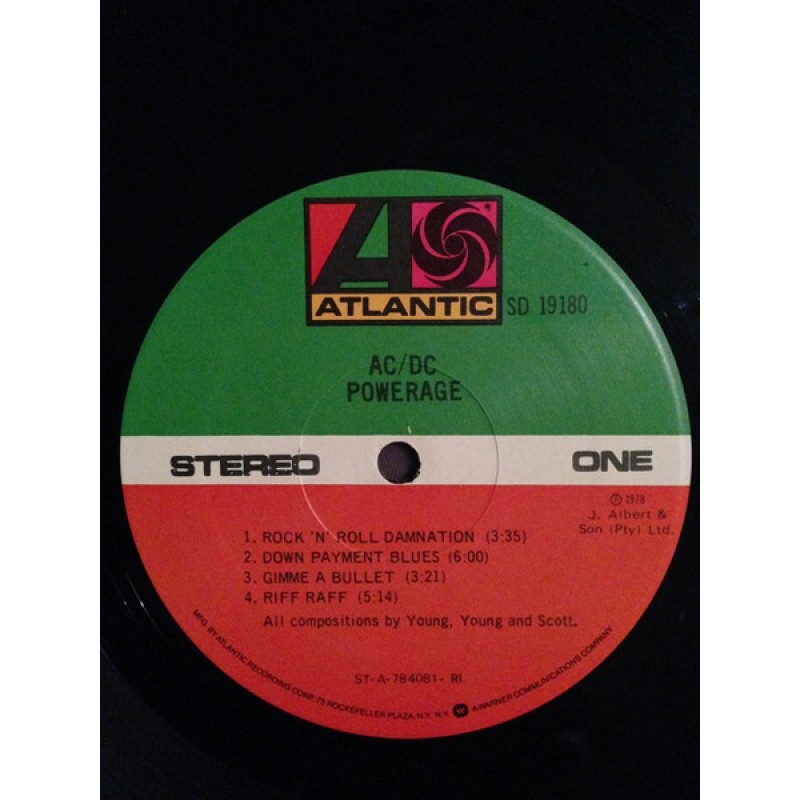 ATLANTIC
SD 19180
AC/DC
POWERAGE
STEREO ONE
℗ 1978
J. Albert &
Son (Pty) Ltd.
1. ROCK 'N' ROLL DAMNATION (3:35)
2. DOWN PAYMENT BLUES (6:00)
3. GIMME A BULLET (3:21)
4. RIFF RAFF (5:14)
All compositions by Young, Young and Scott.
ST-A-784081- RI
MFG. BY ATLANTIC RECORDING CORP. 75 ROCKEFELLER PLAZA, N.Y. N.Y. W A WARNER COMMUNICATIONS COMPANY